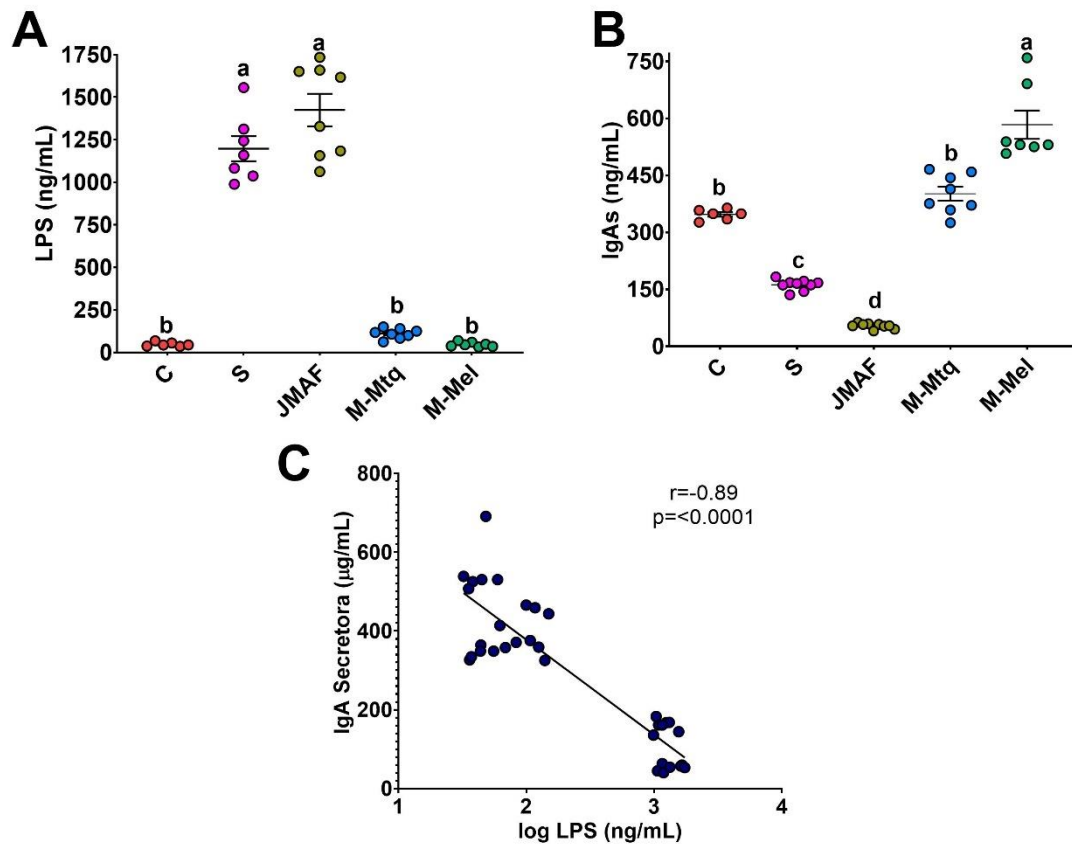 A
LPS (ng/mL)
1750
1500
1250
1000
750
500
250
0
b
a
a
b
b
C
S
JMAF
M-Mtq
M-Mel
B
IgAs (ng/mL)
750
600
450
300
150
0
b
c
d
b
a
C
S
JMAF
M-Mtq
M-Mel
C
IgA Secretora (µg/mL)
800
600
400
200
0
r=-0.89
p=<0.0001
1
2
3
4
log LPS (ng/mL)